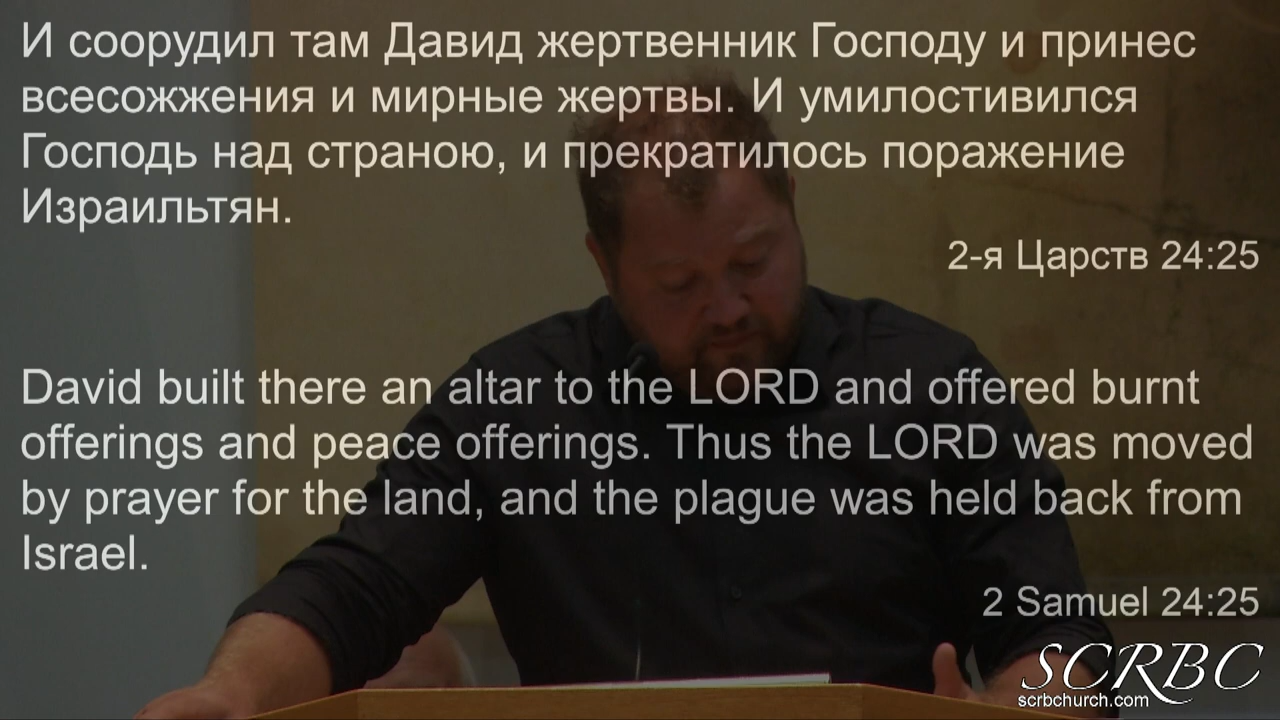 И соорудил там Давид жертвенник Господу и принес
всесожжения и мирные жертвы. И умилостивился
Господь над страною, и прекратилось поражение
Израильтян.
2-я Царств 24:25
David built there an altar to the LORD and offered burnt
offerings and peace offerings. Thus the LORD was moved
by prayer for the land, and the plague was held back from
Israel.
2 Samuel 24:25
SCRBC
scrbchurch.com